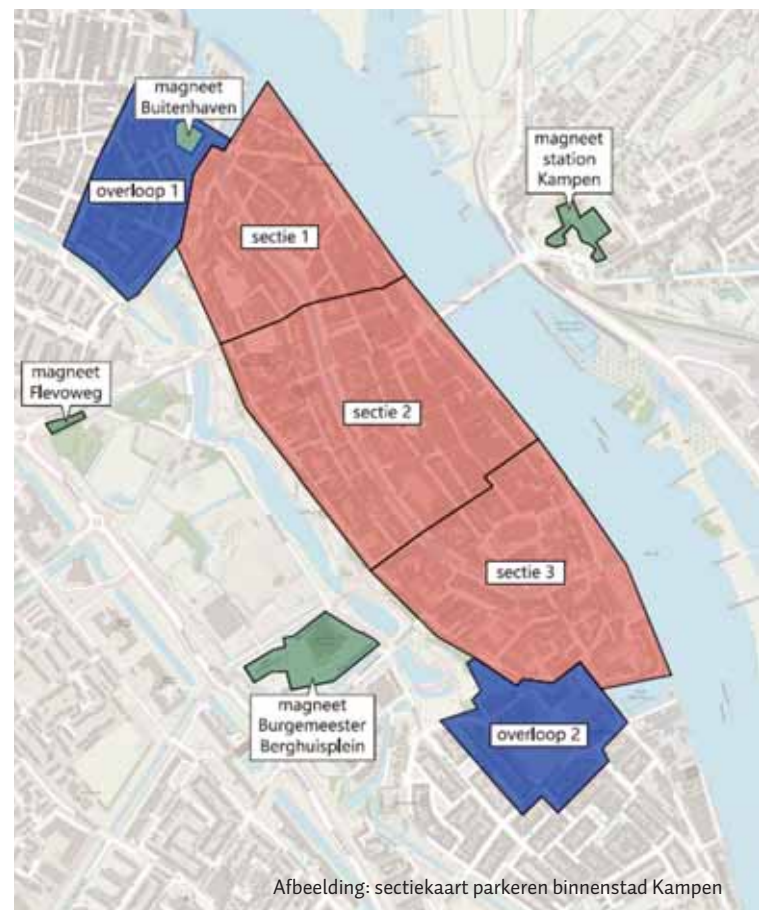 magneet
Buitenhaven
overloop 1
magneet
station
Kampen
sectie 1
magneet
Flevoweg
sectie 2
sectie 3
magneet
Burgemeester
Berghuisplein
overloop 2
Afbeelding: sectiekaart parkeren binnenstad Kampen